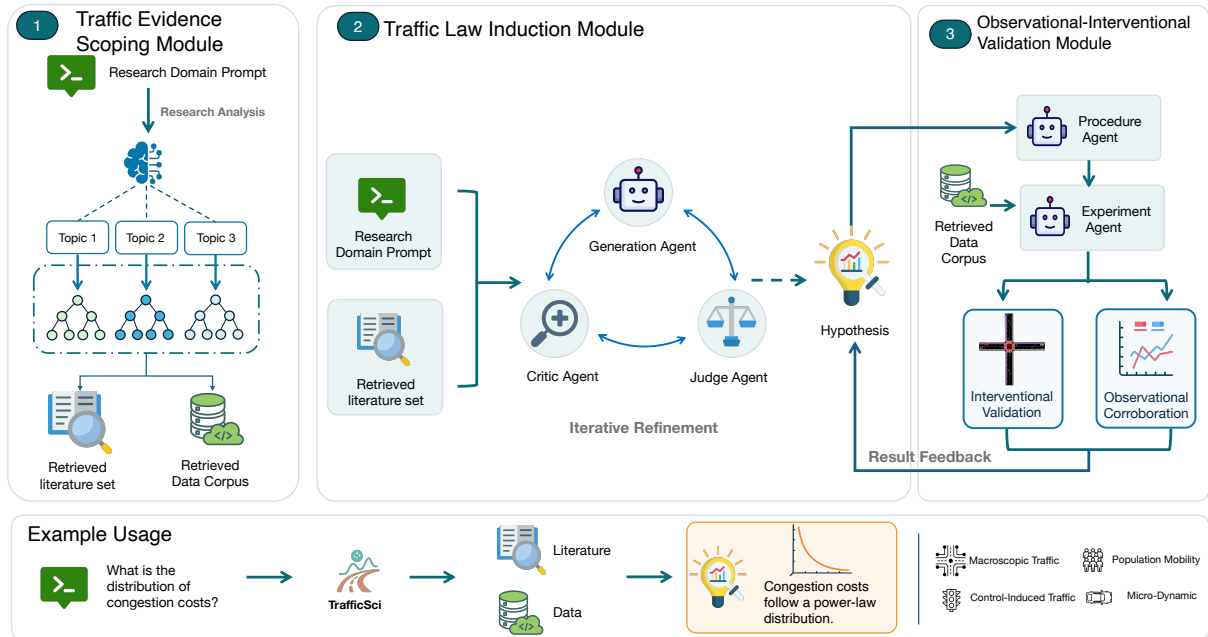 1
Traffic Evidence
Scoping Module
Research Domain Prompt
Research Analysis
Topic 1
Topic 2
Topic 3
Retrieved
literature set
Retrieved
Data Corpus
2
Traffic Law Induction Module
Research
Domain Prompt
Retrieved
literature set
Generation Agent
Critic Agent
Judge Agent
Iterative Refinement
Hypothesis
3
Observational-Interventional
Validation Module
Procedure
Agent
Retrieved
Data
Corpus
Experiment
Agent
Interventional
Validation
Observational
Corroboration
Result Feedback
Example Usage
What is the
distribution of
congestion costs?
TrafficSci
Literature
Data
Congestion costs
follow a power-law
distribution.
Macroscopic Traffic
Population Mobility
Control-Induced Traffic
Micro-Dynamic